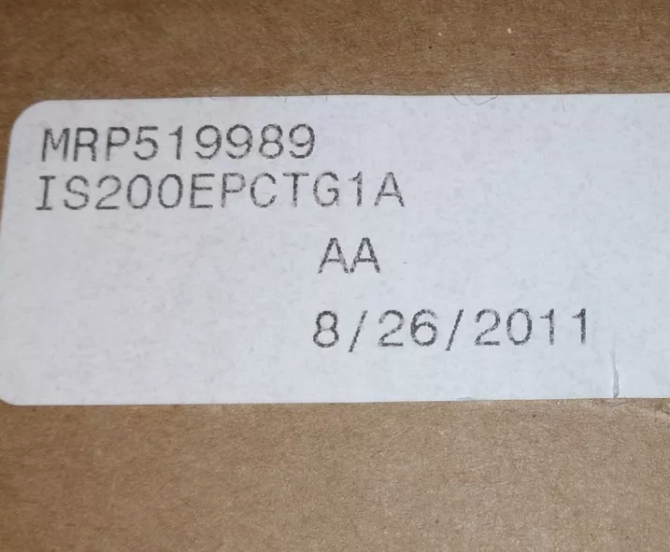 MRP519989
IS200EPCTG1A
AA
8/26/2011